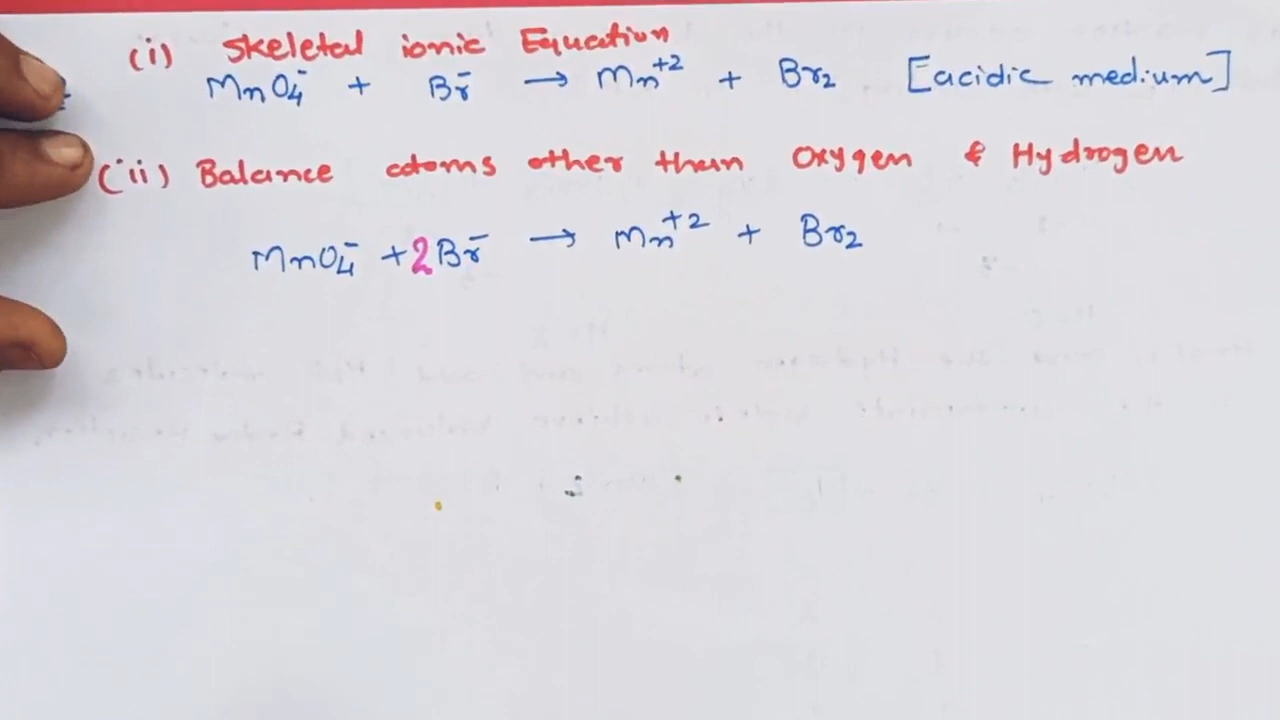 (i) Skeletal ionic Equation
MnO₄⁻ + Br⁻ → Mn⁺² + Br₂ [acidic medium]
(ii) Balance atoms other than Oxygen & Hydrogen
MnO₄⁻ + 2Br⁻ → Mn⁺² + Br₂